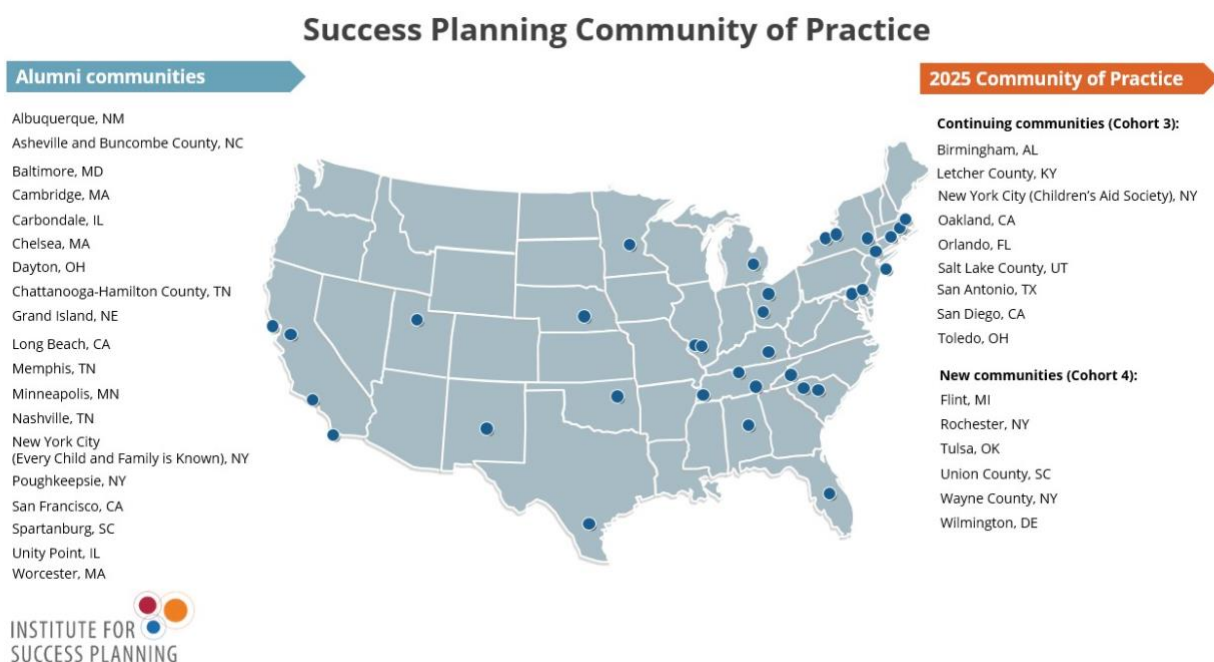 Success Planning Community of Practice
Alumni communities
Albuquerque, NM
Asheville and Buncombe County, NC
Baltimore, MD
Cambridge, MA
Carbondale, IL
Chelsea, MA
Dayton, OH
Chattanooga-Hamilton County, TN
Grand Island, NE
Long Beach, CA
Memphis, TN
Minneapolis, MN
Nashville, TN
New York City
(Every Child and Family is Known), NY
Poughkeepsie, NY
San Francisco, CA
Spartanburg, SC
Unity Point, IL
Worcester, MA
INSTITUTE FOR
SUCCESS PLANNING
2025 Community of Practice
Continuing communities (Cohort 3):
Birmingham, AL
Letcher County, KY
New York City (Children’s Aid Society), NY
Oakland, CA
Orlando, FL
Salt Lake County, UT
San Antonio, TX
San Diego, CA
Toledo, OH
New communities (Cohort 4):
Flint, MI
Rochester, NY
Tulsa, OK
Union County, SC
Wayne County, NY
Wilmington, DE